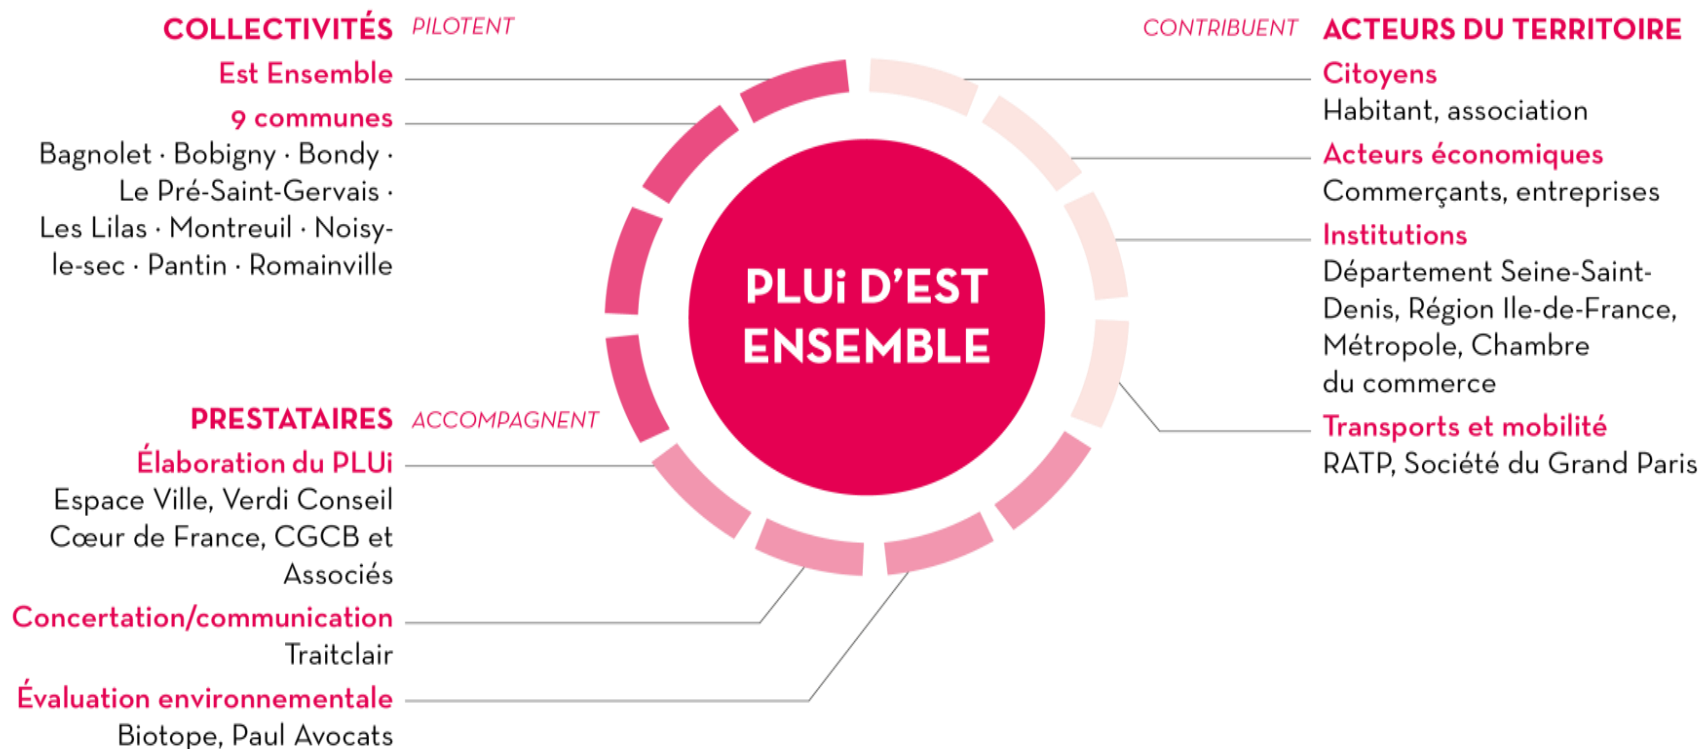 COLLECTIVITÉS PILOTENT
Est Ensemble
9 communes
Bagnolet · Bobigny · Bondy ·
Le Pré-Saint-Gervais ·
Les Lilas · Montreuil · Noisy-
le-sec · Pantin · Romainville
PRESTATAIRES ACCOMPAGNENT
Élaboration du PLUi
Espace Ville, Verdi Conseil
Cœur de France, CGCB et
Associés
Concertation/communication
Traitclair
Évaluation environnementale
Biotope, Paul Avocats
PLUi D'EST
ENSEMBLE
CONTRIBUENT ACTEURS DU TERRITOIRE
Citoyens
Habitant, association
Acteurs économiques
Commerçants, entreprises
Institutions
Département Seine-Saint-
Denis, Région Ile-de-France,
Métropole, Chambre
du commerce
Transports et mobilité
RATP, Société du Grand Paris